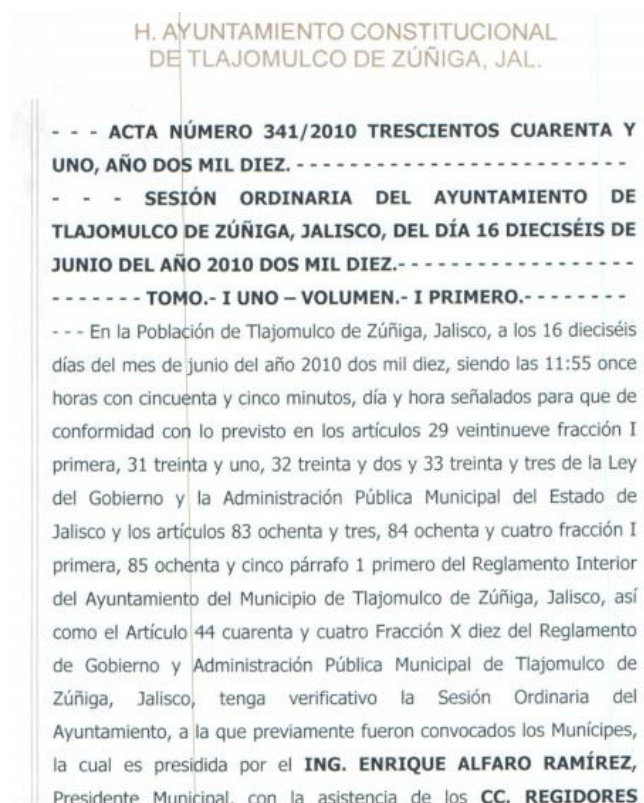 H. AYUNTAMIENTO CONSTITUCIONAL
DE TLAJOMULCO DE ZÚÑIGA, JAL.
- - - ACTA NÚMERO 341/2010 TRESCIENTOS CUARENTA Y
UNO, AÑO DOS MIL DIEZ. - - - - - - - - - - - - - - - - - - - - - - - - - -
- - - SESIÓN ORDINARIA DEL AYUNTAMIENTO DE
TLAJOMULCO DE ZÚÑIGA, JALISCO, DEL DÍA 16 DIECISÉIS DE
JUNIO DEL AÑO 2010 DOS MIL DIEZ.- - - - - - - - - - - - - - - - - -
- - - - - - - TOMO.- I UNO – VOLUMEN.- I PRIMERO.- - - - - - - -
- - - En la Población de Tlajomulco de Zúñiga, Jalisco, a los 16 dieciséis
días del mes de junio del año 2010 dos mil diez, siendo las 11:55 once
horas con cincuenta y cinco minutos, día y hora señalados para que de
conformidad con lo previsto en los artículos 29 veintinueve fracción I
primera, 31 treinta y uno, 32 treinta y dos y 33 treinta y tres de la Ley
del Gobierno y la Administración Pública Municipal del Estado de
Jalisco y los artículos 83 ochenta y tres, 84 ochenta y cuatro fracción I
primera, 85 ochenta y cinco párrafo 1 primero del Reglamento Interior
del Ayuntamiento del Municipio de Tlajomulco de Zúñiga, Jalisco, así
como el Artículo 44 cuarenta y cuatro Fracción X diez del Reglamento
de Gobierno y Administración Pública Municipal de Tlajomulco de
Zúñiga, Jalisco, tenga verificativo la Sesión Ordinaria del
Ayuntamiento, a la que previamente fueron convocados los Munícipes,
la cual es presidida por el ING. ENRIQUE ALFARO RAMÍREZ,
Presidente Municipal, con la asistencia de los CC. REGIDORES